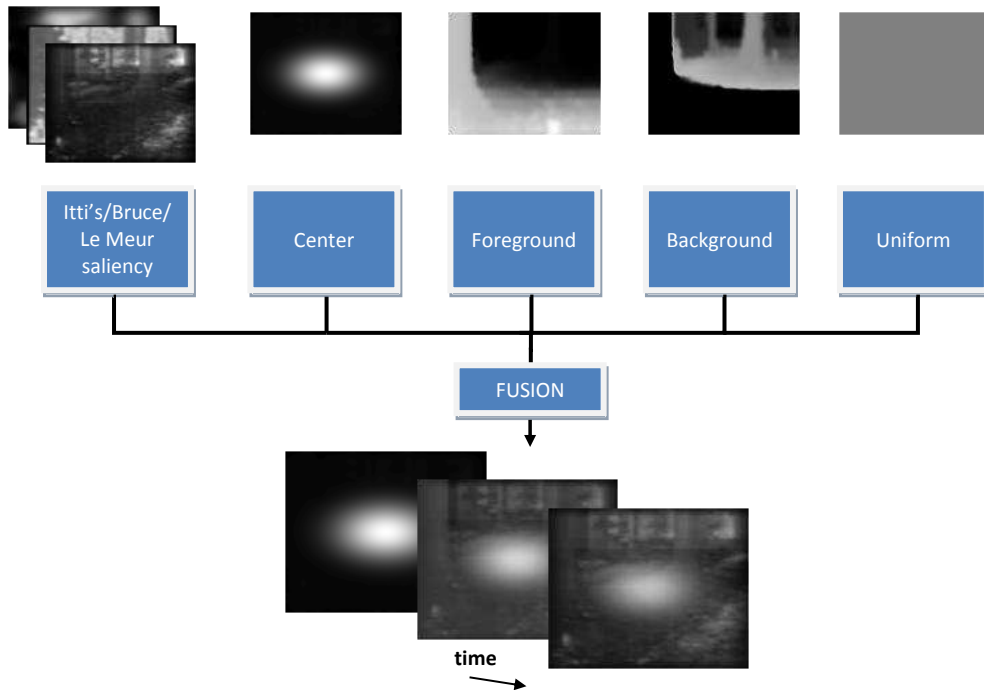 Itti's/Bruce/
Le Meur
saliency
Center
Foreground
Background
Uniform
FUSION
time